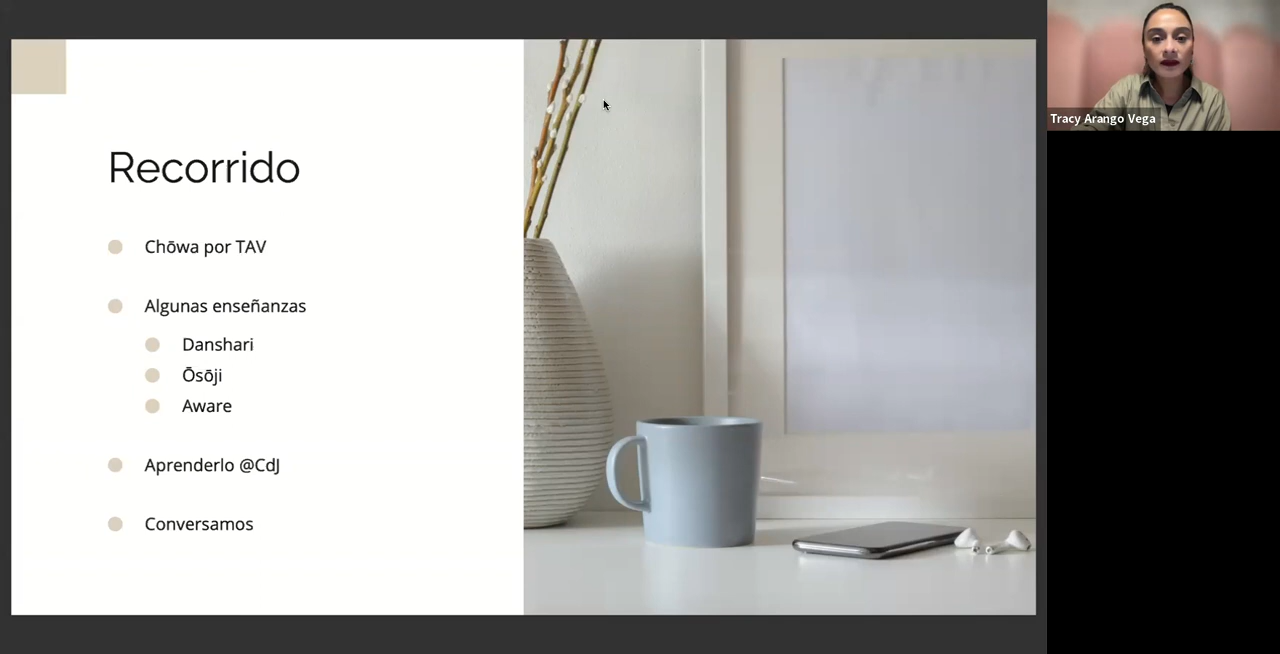 Recorrido
Chōwa por TAV
Algunas enseñanzas
Danshari
Ōsōji
Aware
Aprenderlo @CdJ
Conversamos
Tracy Arango Vega